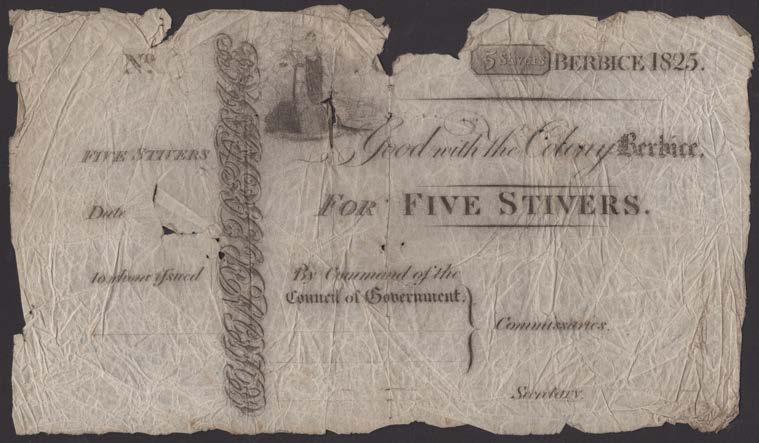 No.
5 Stivers BERBICE 1825.
Good with the Colony Berbice.
FIVE STIVERS
FOR FIVE STIVERS.
Date
to whom issued
By Command of the
Council of Government.
Commissaries.
Secretary.